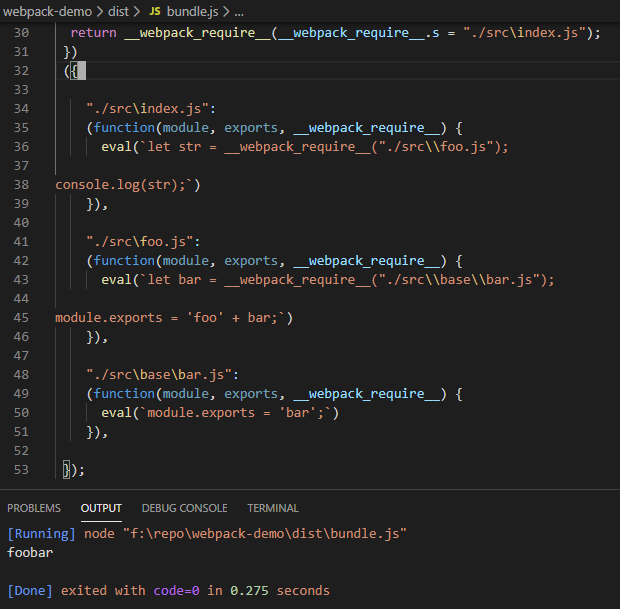 webpack-demo > dist > JS bundle.js > ...
30 return __webpack_require__(__webpack_require__.s = "./src\index.js");
31 })
32 ({
33
34 "./src\index.js":
35 (function(module, exports, __webpack_require__) {
36 eval(`let str = __webpack_require__("./src\\foo.js");
37
38 console.log(str);`)
39 }),
40
41 "./src\foo.js":
42 (function(module, exports, __webpack_require__) {
43 eval(`let bar = __webpack_require__("./src\\base\\bar.js");
44
45 module.exports = 'foo' + bar;`)
46 }),
47
48 "./src\base\bar.js":
49 (function(module, exports, __webpack_require__) {
50 eval(`module.exports = 'bar';`)
51 }),
52
53 });
PROBLEMS OUTPUT DEBUG CONSOLE TERMINAL
[Running] node "f:\repo\webpack-demo\dist\bundle.js"
foobar
[Done] exited with code=0 in 0.275 seconds